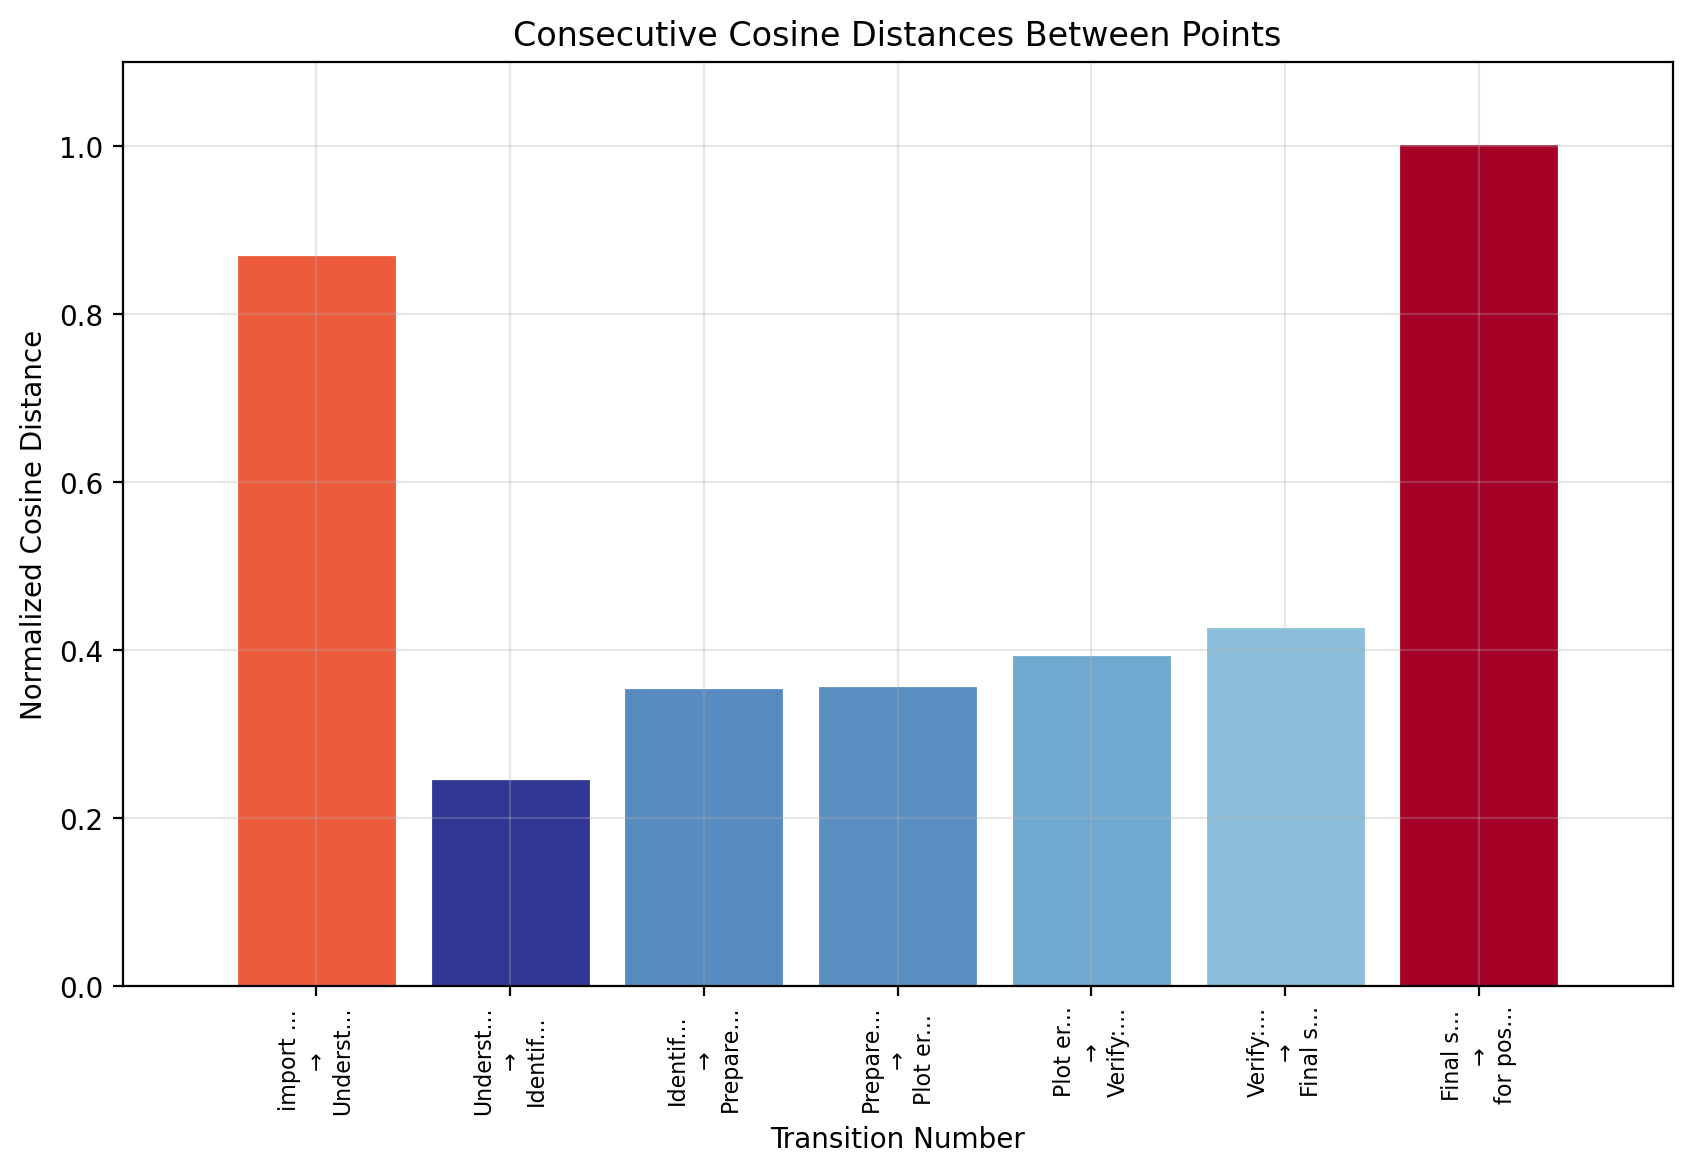 Consecutive Cosine Distances Between Points
Normalized Cosine Distance
1.0
0.8
0.6
0.4
0.2
0.0
import ...
→
Underst...
Underst...
→
Identif...
Identif...
→
Prepare...
Prepare...
→
Plot er...
Plot er...
→
Verify:...
Verify:...
→
Final s...
Final s...
→
for pos...
Transition Number